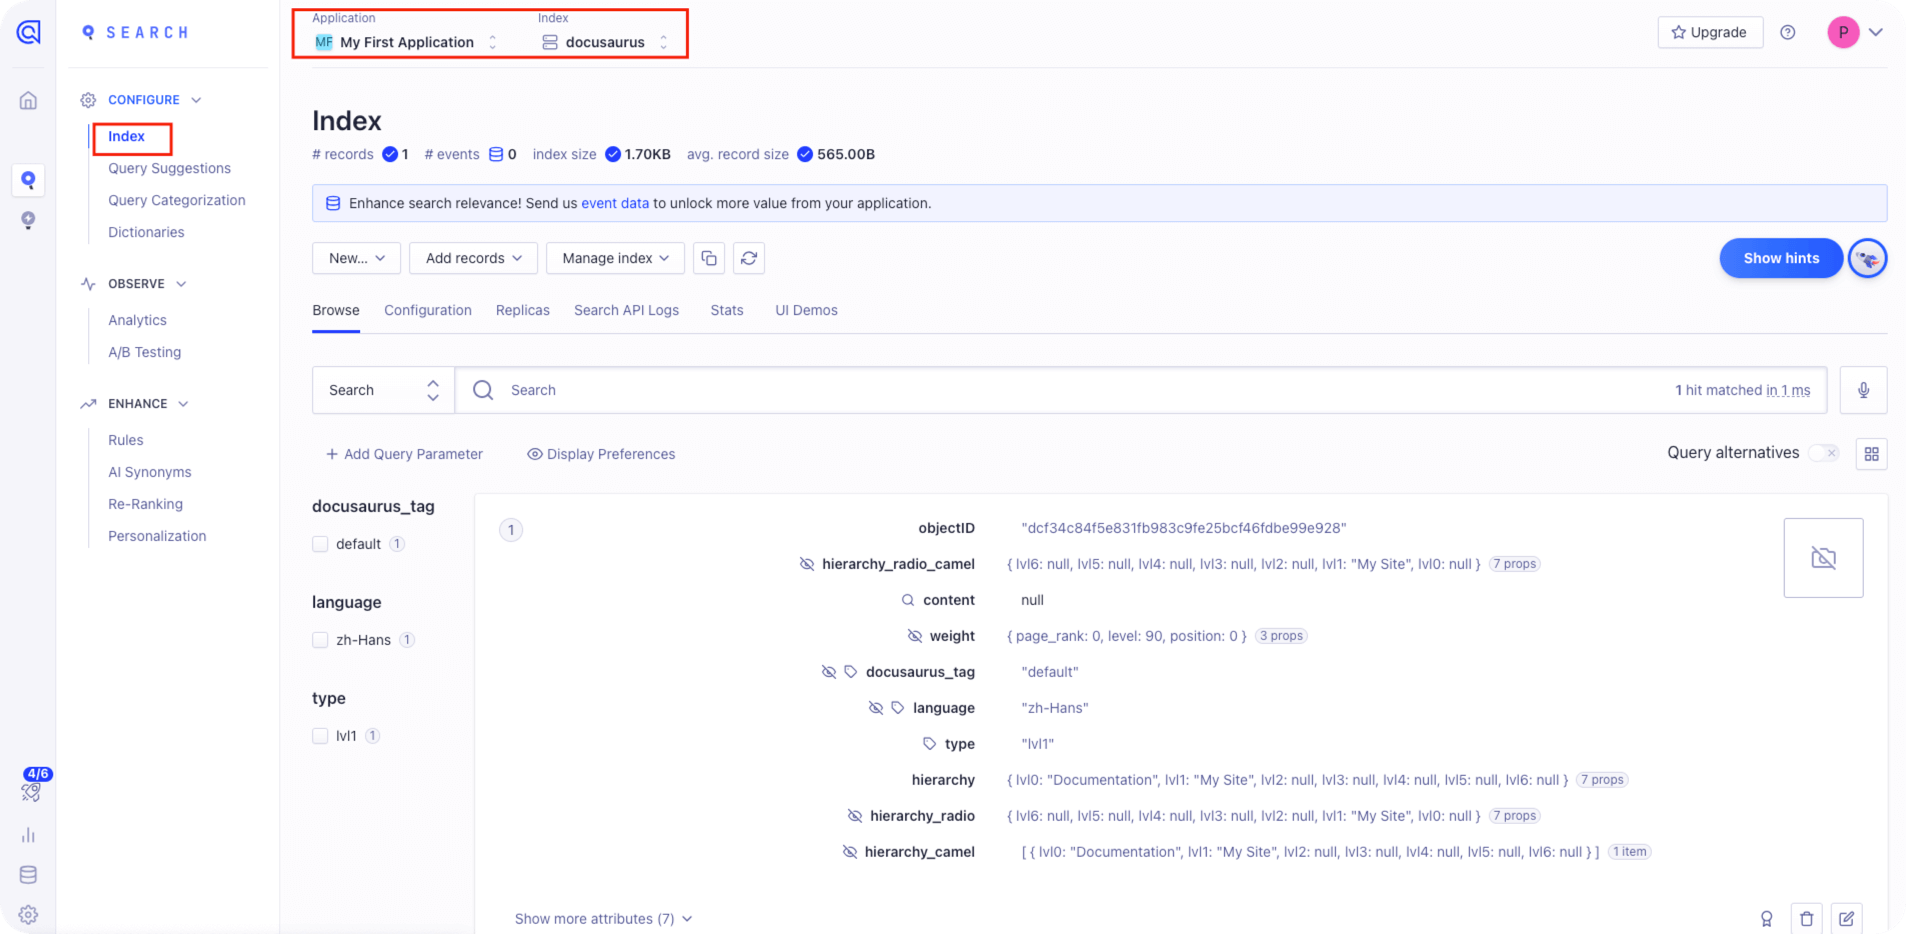 SEARCH
Application
Index
MF My First Application
docusaurus
Upgrade
P
CONFIGURE
Index
Query Suggestions
Query Categorization
Dictionaries
OBSERVE
Analytics
A/B Testing
ENHANCE
Rules
AI Synonyms
Re-Ranking
Personalization
4/6
Index
# records 1 # events 0 index size 1.70KB avg. record size 565.00B
Enhance search relevance! Send us event data to unlock more value from your application.
New... Add records Manage index
Show hints
Browse Configuration Replicas Search API Logs Stats UI Demos
Search
Search
1 hit matched in 1 ms
+ Add Query Parameter
Display Preferences
Query alternatives
docusaurus_tag
default 1
language
zh-Hans 1
type
lvl1 1
1
objectID "dcf34c84f5e831fb983c9fe25bcf46fdbe99e928"
hierarchy_radio_camel { lvl6: null, lvl5: null, lvl4: null, lvl3: null, lvl2: null, lvl1: "My Site", lvl0: null } 7 props
content null
weight { page_rank: 0, level: 90, position: 0 } 3 props
docusaurus_tag "default"
language "zh-Hans"
type "lvl1"
hierarchy { lvl0: "Documentation", lvl1: "My Site", lvl2: null, lvl3: null, lvl4: null, lvl5: null, lvl6: null } 7 props
hierarchy_radio { lvl6: null, lvl5: null, lvl4: null, lvl3: null, lvl2: null, lvl1: "My Site", lvl0: null } 7 props
hierarchy_camel [ { lvl0: "Documentation", lvl1: "My Site", lvl2: null, lvl3: null, lvl4: null, lvl5: null, lvl6: null } ] 1 item
Show more attributes (7)